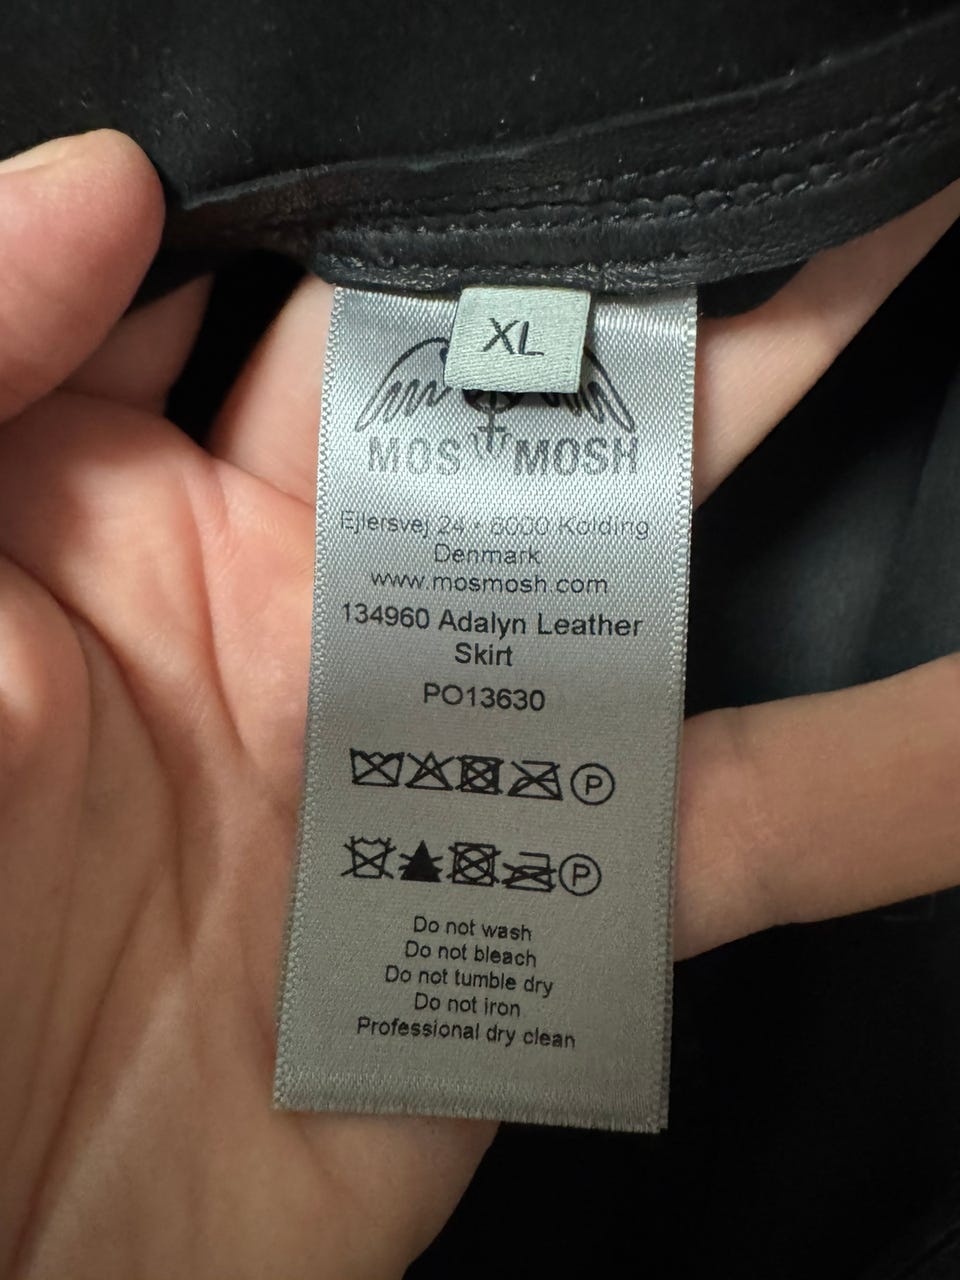 XL
MOS MOSH
Ejlersvej 24 • 6000 Kolding
Denmark
www.mosmosh.com
134960 Adalyn Leather
Skirt
PO13630
P
P
Do not wash
Do not bleach
Do not tumble dry
Do not iron
Professional dry clean